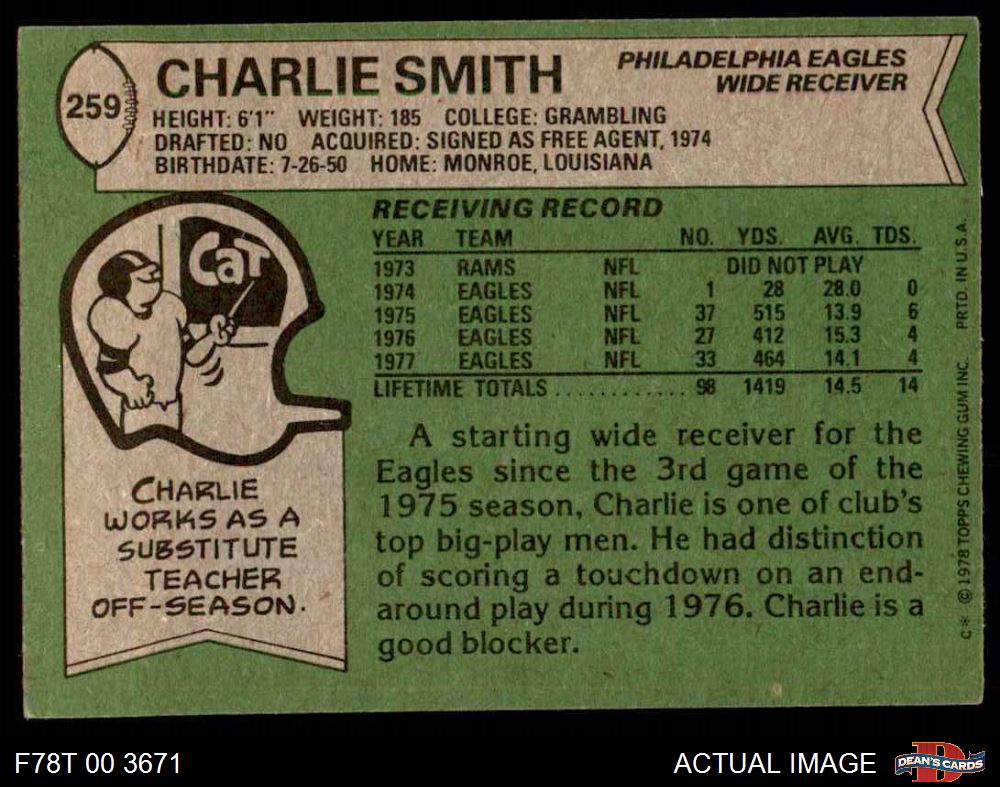 259
CHARLIE SMITH
PHILADELPHIA EAGLES
WIDE RECEIVER
HEIGHT: 6'1" WEIGHT: 185 COLLEGE: GRAMBLING
DRAFTED: NO ACQUIRED: SIGNED AS FREE AGENT, 1974
BIRTHDATE: 7-26-50 HOME: MONROE, LOUISIANA
CaT
CHARLIE
WORKS AS A
SUBSTITUTE
TEACHER
OFF-SEASON.
RECEIVING RECORD
YEAR TEAM NO. YDS. AVG. TDS.
1973 RAMS NFL DID NOT PLAY
1974 EAGLES NFL 1 28 28.0 0
1975 EAGLES NFL 37 515 13.9 6
1976 EAGLES NFL 27 412 15.3 4
1977 EAGLES NFL 33 464 14.1 4
LIFETIME TOTALS ............ 98 1419 14.5 14
A starting wide receiver for the
Eagles since the 3rd game of the
1975 season, Charlie is one of club's
top big-play men. He had distinction
of scoring a touchdown on an end-
around play during 1976. Charlie is a
good blocker.
C* © 1978 TOPPS CHEWING GUM INC. PRTD. IN U.S.A.
F78T 00 3671
ACTUAL IMAGE
D
DEAN'S CARDS